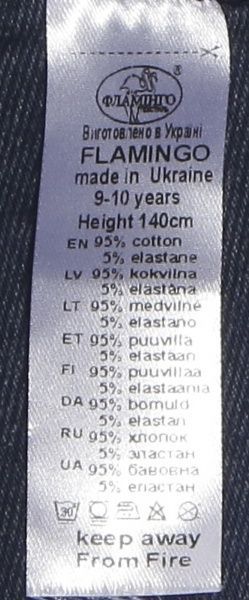 ФЛАМІНГО
®
Виготовлено в Україні
FLAMINGO
made in Ukraine
9-10 years
Height 140cm
EN 95% cotton
5% elastane
LV 95% kokvilna
5% elastāna
LT 95% medvilnė
5% elastano
ET 95% puuvilla
5% elastaan
FI 95% puuvillaa
5% elastaania
DA 95% bomuld
5% elastan
RU 95% хлопок
5% эластан
UA 95% бавовна
5% еластан
30
keep away
From Fire